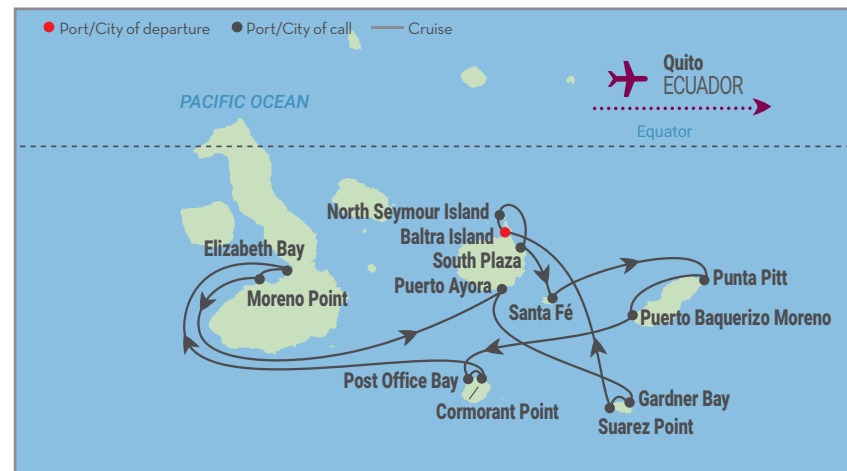 Port/City of departure
Port/City of call
Cruise
Quito
ECUADOR
PACIFIC OCEAN
Equator
North Seymour Island
Baltra Island
South Plaza
Elizabeth Bay
Moreno Point
Puerto Ayora
Santa Fé
Punta Pitt
Puerto Baquerizo Moreno
Post Office Bay
Cormorant Point
Gardner Bay
Suarez Point